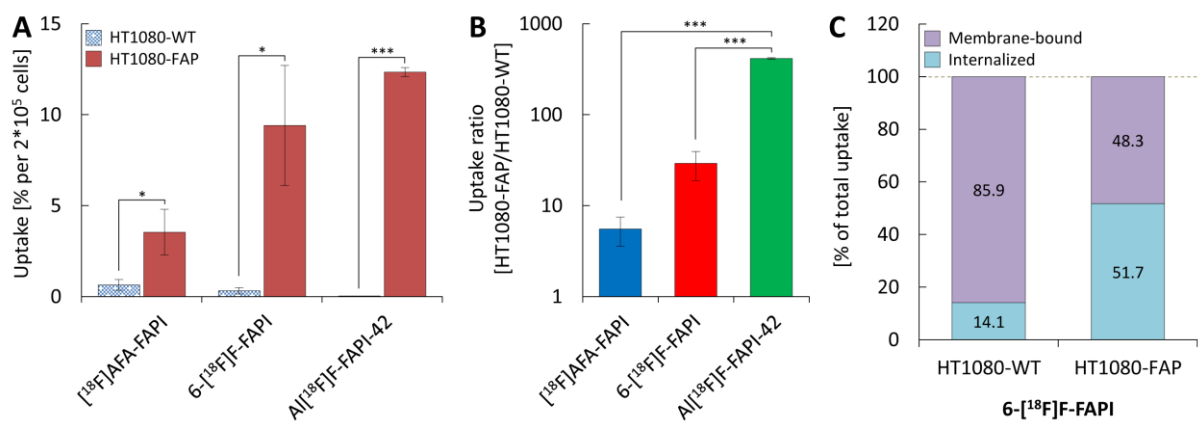 A
Uptake [% per 2*10⁵ cells]
15
10
5
0
HT1080-WT
HT1080-FAP
*
*
***
[¹⁸F]AFA-FAPI
6-[¹⁸F]F-FAPI
Al[¹⁸F]F-FAPI-42
B
Uptake ratio
[HT1080-FAP/HT1080-WT]
1000
100
10
1
***
***
[¹⁸F]AFA-FAPI
6-[¹⁸F]F-FAPI
Al[¹⁸F]F-FAPI-42
C
[% of total uptake]
120
100
80
60
40
20
0
Membrane-bound
Internalized
85.9
14.1
48.3
51.7
HT1080-WT
HT1080-FAP
6-[¹⁸F]F-FAPI